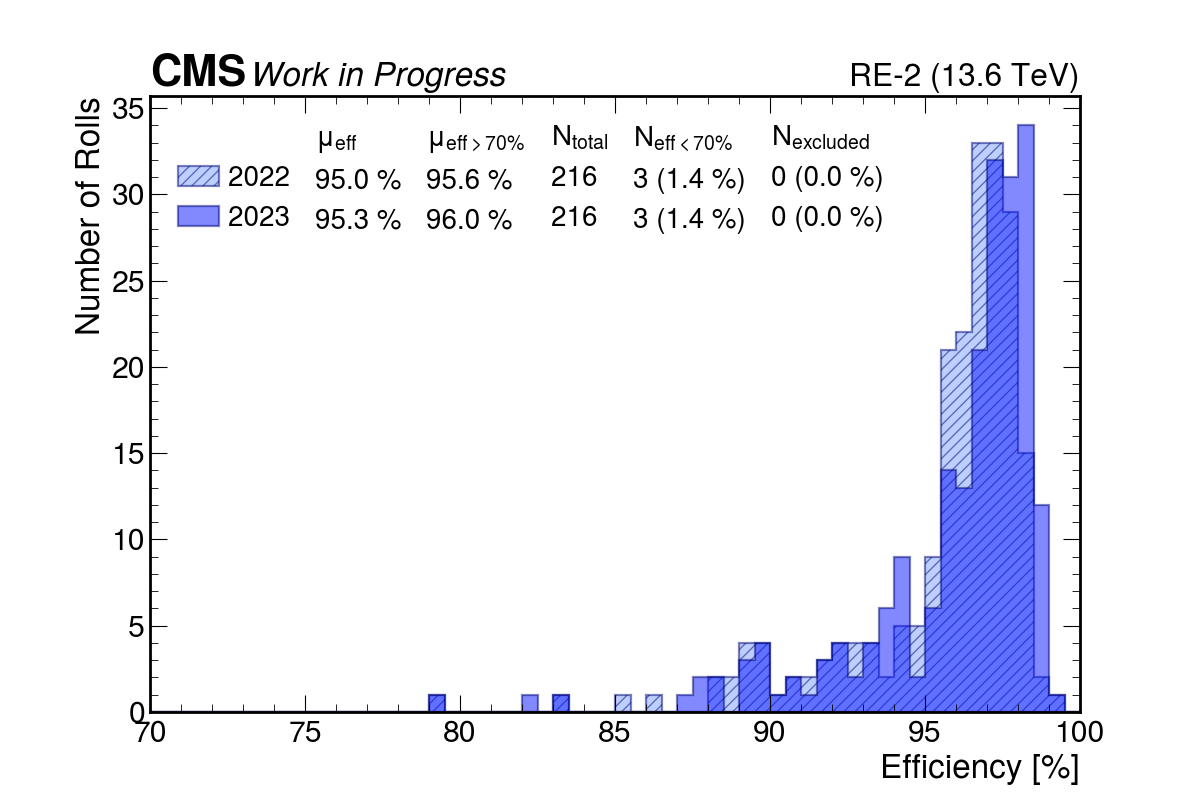 CMS Work in Progress RE-2 (13.6 TeV)
Number of Rolls
35
30
25
20
15
10
5
0
μeff μeff > 70% Ntotal Neff < 70% Nexcluded
2022 95.0 % 95.6 % 216 3 (1.4 %) 0 (0.0 %)
2023 95.3 % 96.0 % 216 3 (1.4 %) 0 (0.0 %)
70 75 80 85 90 95 100
Efficiency [%]